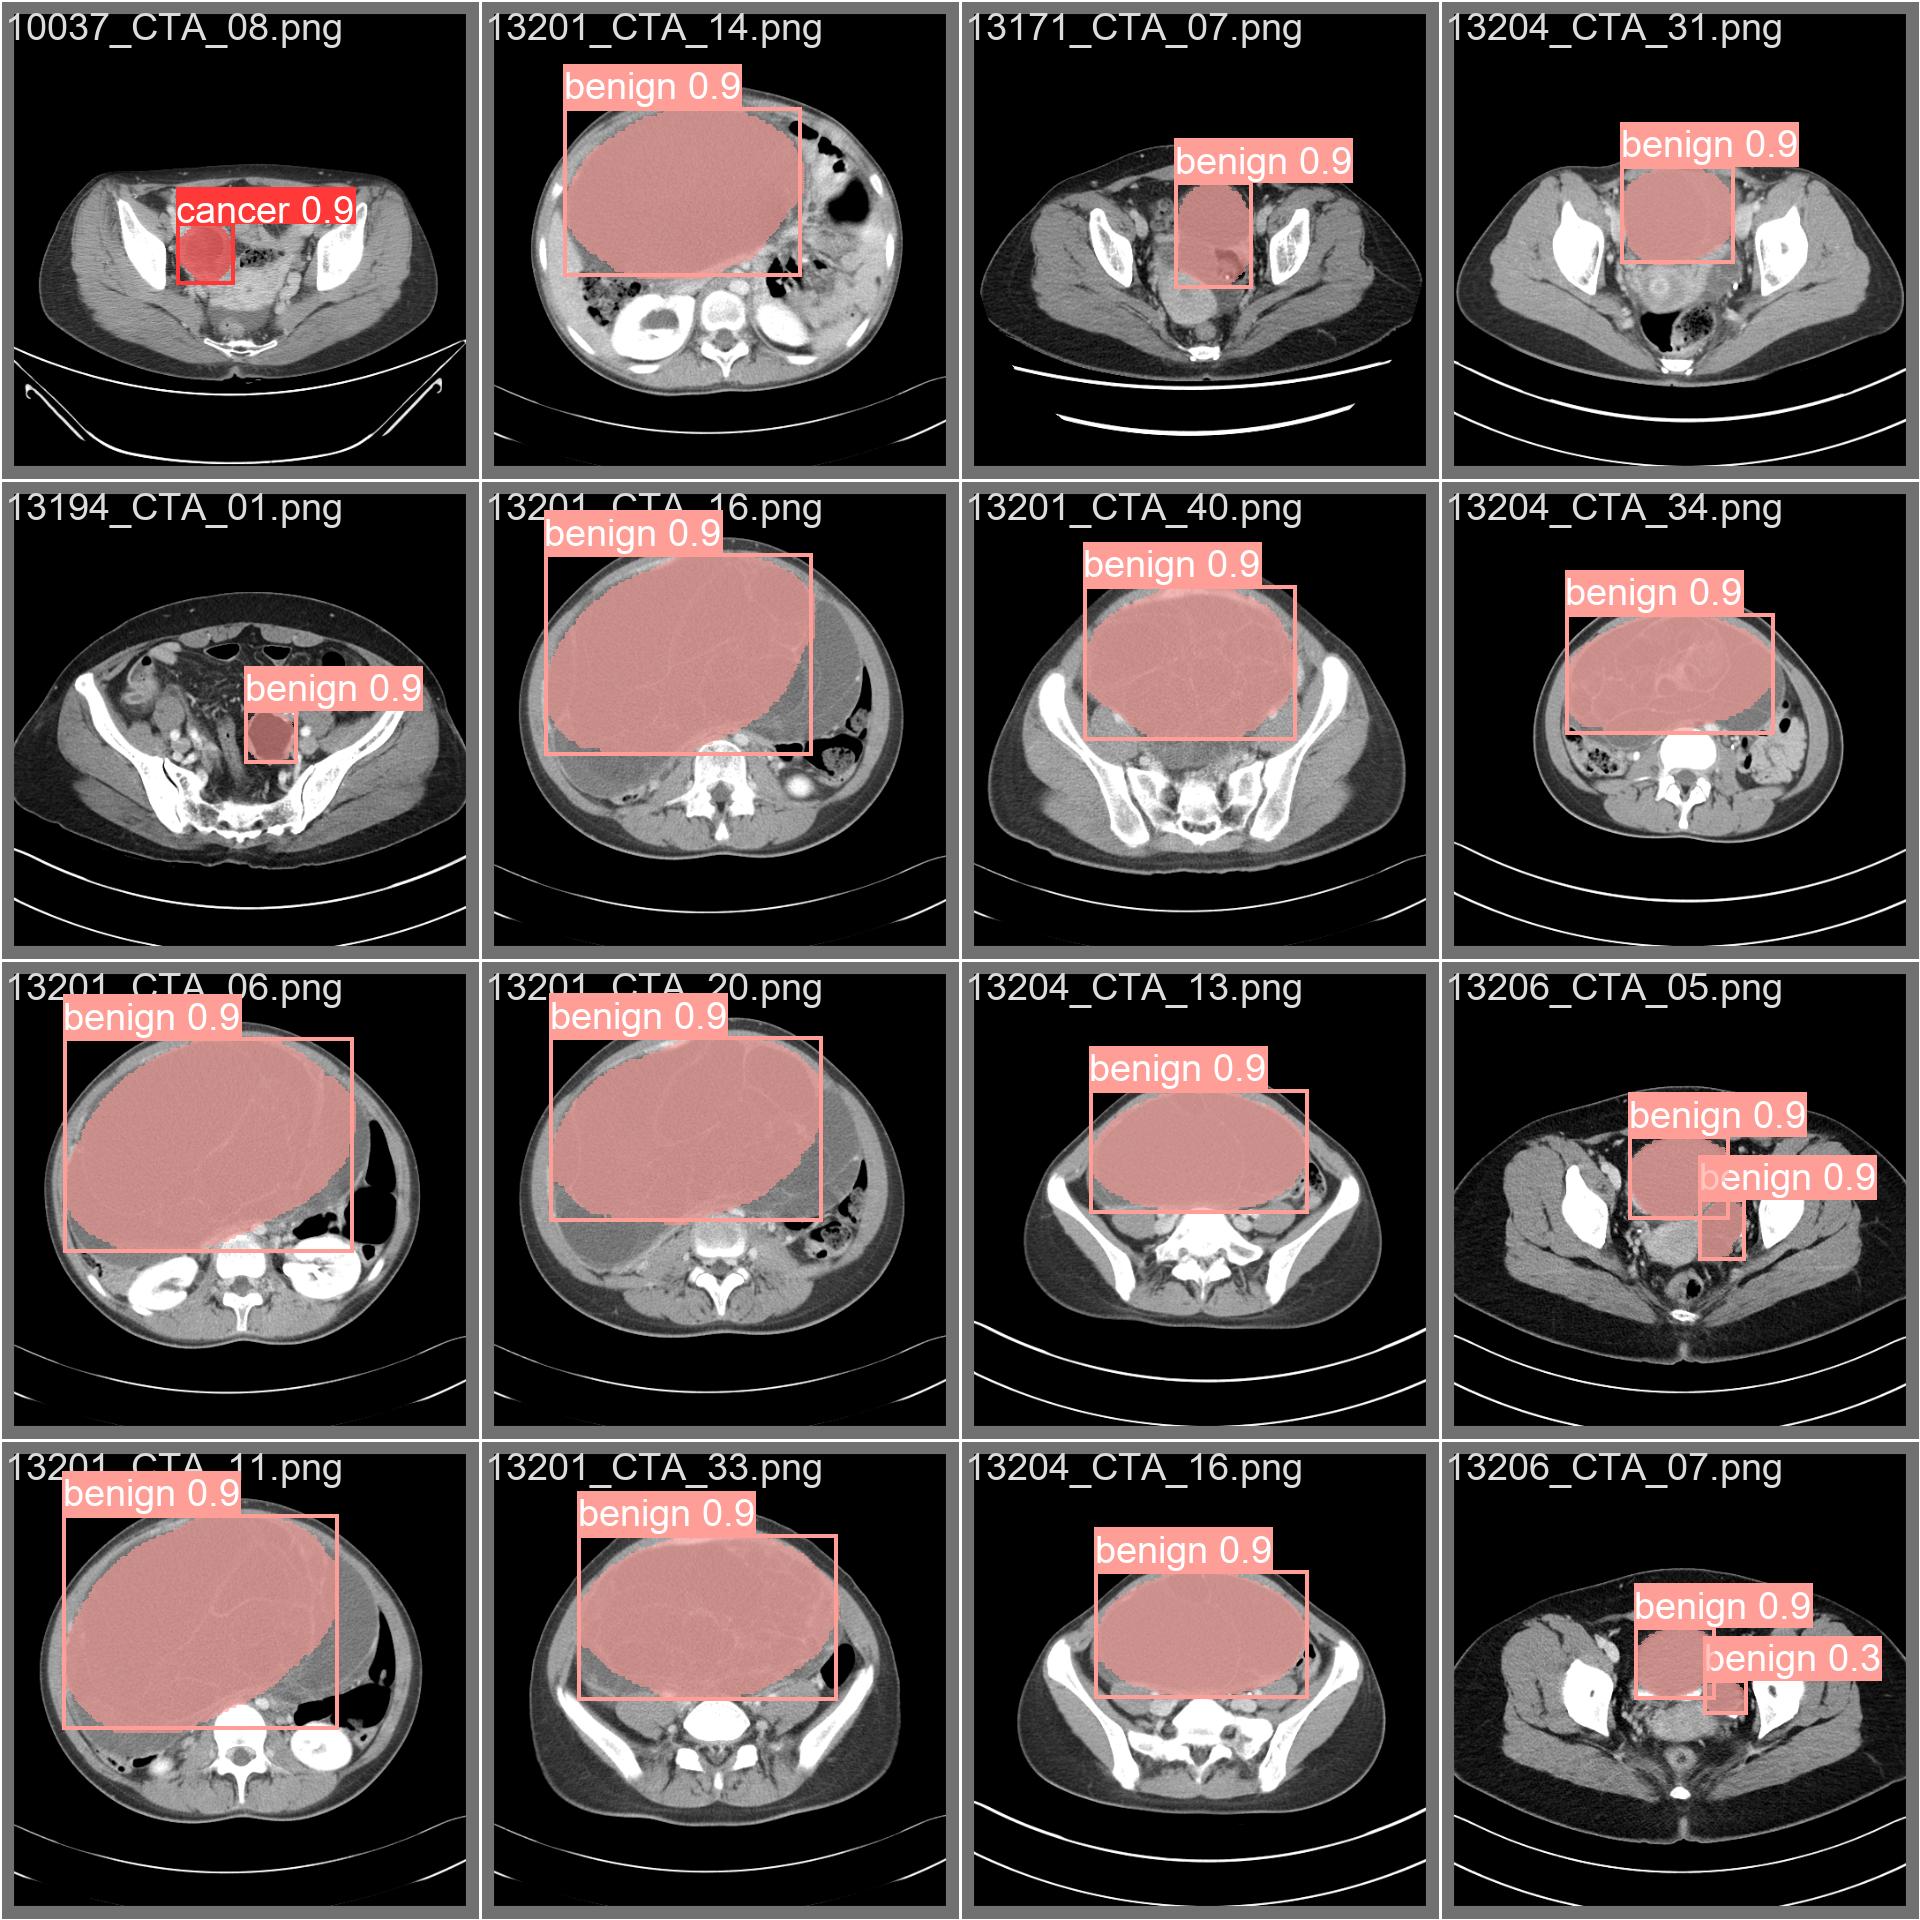 10037_CTA_08.png
cancer 0.9
13201_CTA_14.png
benign 0.9
13171_CTA_07.png
benign 0.9
13204_CTA_31.png
benign 0.9
13194_CTA_01.png
benign 0.9
13201_CTA_16.png
benign 0.9
13201_CTA_40.png
benign 0.9
13204_CTA_34.png
benign 0.9
13201_CTA_06.png
benign 0.9
13201_CTA_20.png
benign 0.9
13204_CTA_13.png
benign 0.9
13206_CTA_05.png
benign 0.9
benign 0.9
13201_CTA_11.png
benign 0.9
13201_CTA_33.png
benign 0.9
13204_CTA_16.png
benign 0.9
13206_CTA_07.png
benign 0.9
benign 0.3